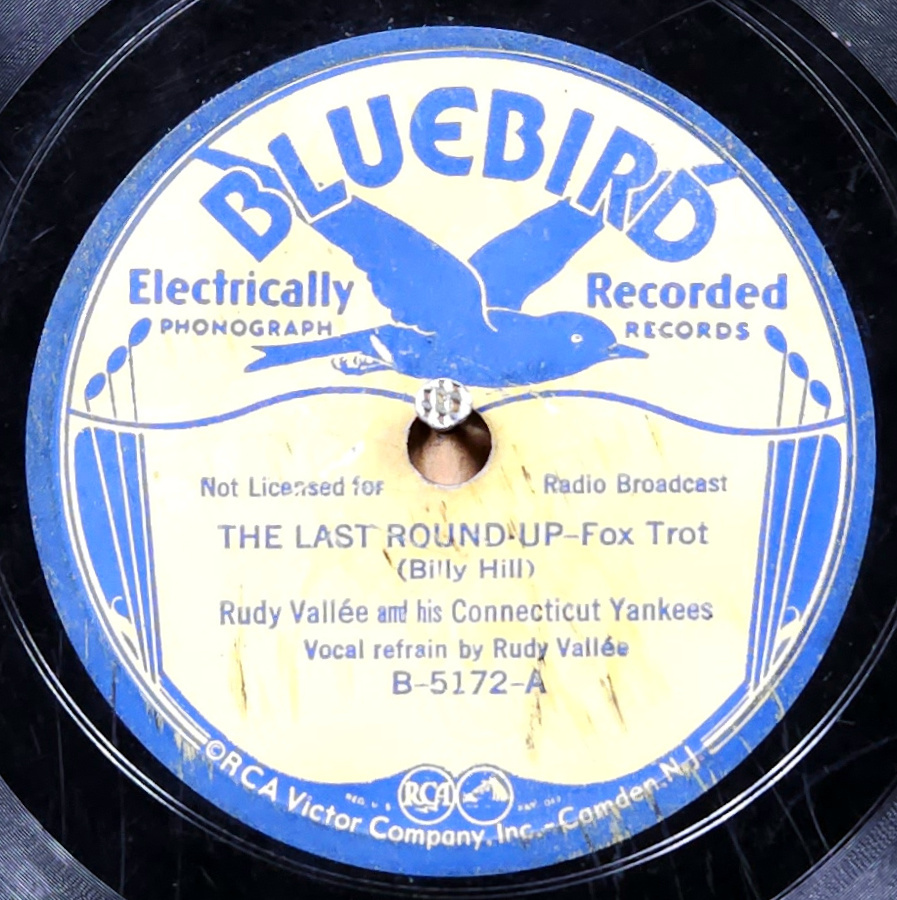 BLUEBIRD
Electrically Recorded
PHONOGRAPH RECORDS
Not Licensed for Radio Broadcast
THE LAST ROUND-UP-Fox Trot
(Billy Hill)
Rudy Vallée and his Connecticut Yankees
Vocal refrain by Rudy Vallée
B-5172-A
RCA
©RCA Victor Company, Inc.-Camden, N.J.